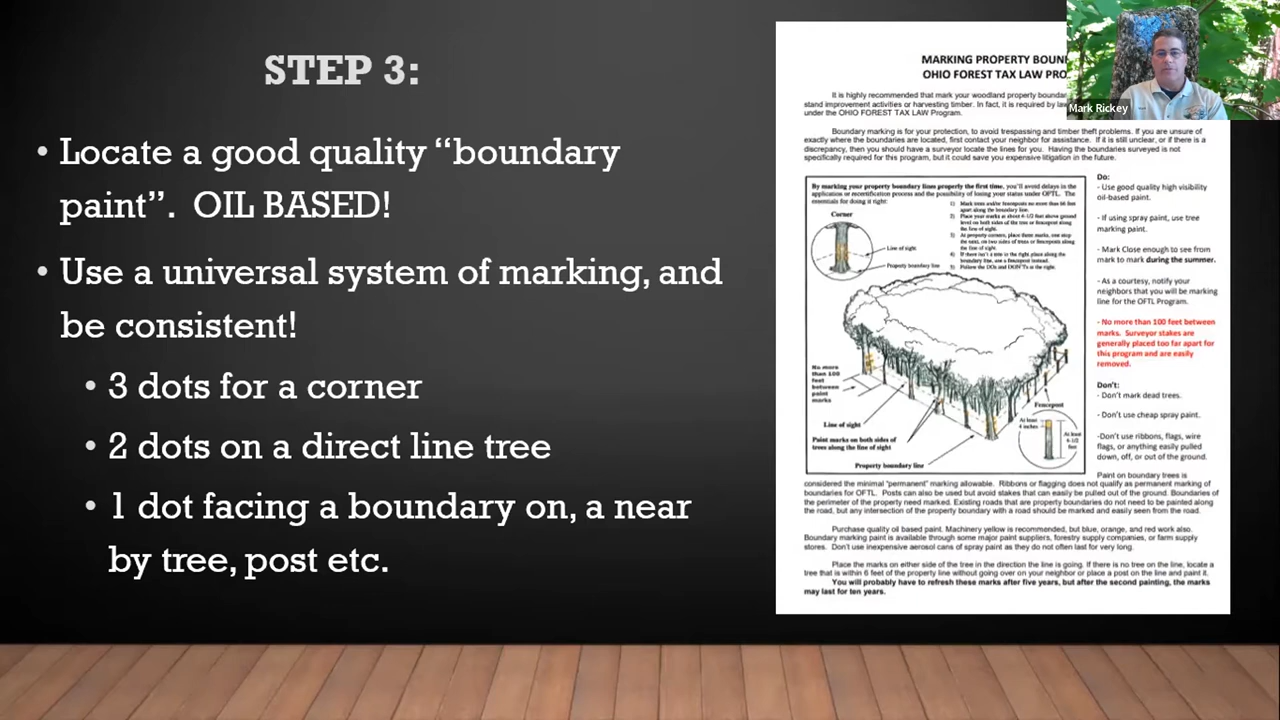 STEP 3:
• Locate a good quality “boundary
paint”. OIL BASED!
• Use a universal system of marking, and
be consistent!
• 3 dots for a corner
• 2 dots on a direct line tree
• 1 dot facing a boundary on, a near
by tree, post etc.
MARKING PROPERTY BOUN
OHIO FOREST TAX LAW PRO
Mark Rickey
It is highly recommended that mark your woodland property boundar
stand improvement activities or harvesting timber. In fact, it is required by law
under the OHIO FOREST TAX LAW Program.
Boundary marking is for your protection, to avoid trespassing and timber theft problems. If you are unsure of
exactly where the boundaries are located, first contact your neighbor for assistance. If it is still unclear, or if there is a
discrepancy, then you should have a surveyor locate the lines for you. Having the boundaries surveyed is not
specifically required for this program, but it could save you expensive litigation in the future.
By marking your property boundary lines properly the first time, you'll avoid delays in the
application or recertification process and the possibility of losing your status under OFTL. The
essentials for doing it right:
1) Mark trees and/or fenceposts no more than
apart along the boundary line.
2) Place your marks at about 4-1/2 feet above ground
level on both sides of the tree or fencepost along
the line of sight.
3) At property corners, place three marks, one atop
the next, on two sides of trees or fenceposts along
the line of sight.
4) If there isn't a tree in the right place along the
boundary line, use a fencepost instead.
5) Follow the DOs and DON'Ts at the right.
Corner
Line of sight
Property boundary line
No more
than 100
feet
between
paint
marks
Line of sight
Paint marks on both sides of
trees along the line of sight
Property boundary line
Fencepost
At least
4 inches
At least
feet
Do:
- Use good quality high visibility
oil-based paint.
- If using spray paint, use tree
marking paint.
- Mark Close enough to see from
mark to mark during the summer.
- As a courtesy, notify your
neighbors that you will be marking
line for the OFTL Program.
- No more than 100 feet between
marks. Surveyor stakes are
generally placed too far apart for
this program and are easily
removed.
Don't:
- Don't mark dead trees.
- Don't use cheap spray paint.
-Don't use ribbons, flags, wire
flags, or anything easily pulled
down, off, or out of the ground.
Paint on boundary trees is
considered the minimal “permanent” marking allowable. Ribbons or flagging does not qualify as permanent marking of
boundaries for OFTL. Posts can also be used but avoid stakes that can easily be pulled out of the ground. Boundaries of
the perimeter of the property need marked. Existing roads that are property boundaries do not need to be painted along
the road, but any intersection of the property boundary with a road should be marked and easily seen from the road.
Purchase quality oil based paint. Machinery yellow is recommended, but blue, orange, and red work also.
Boundary marking paint is available through some major paint suppliers, forestry supply companies, or farm supply
stores. Don't use inexpensive aerosol cans of spray paint as they do not often last for very long.
Place the marks on either side of the tree in the direction the line is going. If there is no tree on the line, locate a
tree that is within 6 feet of the property line without going over on your neighbor or place a post on the line and paint it.
You will probably have to refresh these marks after five years, but after the second painting, the marks
may last for ten years.